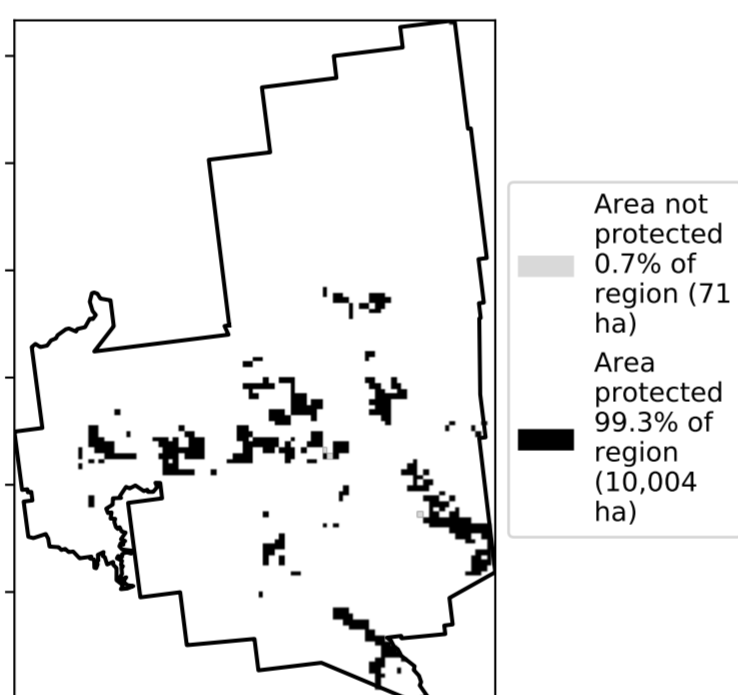 Area not
protected
0.7% of
region (71
ha)
Area
protected
99.3% of
region
(10,004
ha)